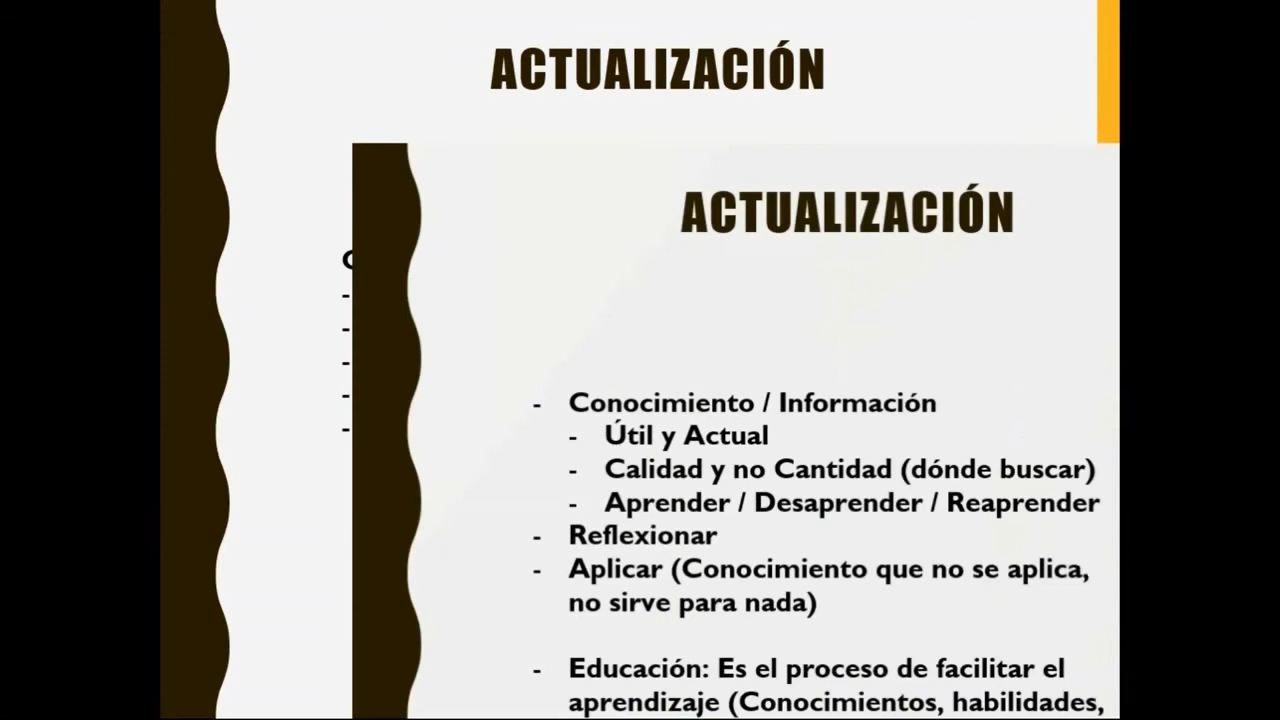 ACTUALIZACIÓN
ACTUALIZACIÓN
-
-
-
-
-
- Conocimiento / Información
- Útil y Actual
- Calidad y no Cantidad (dónde buscar)
- Aprender / Desaprender / Reaprender
- Reflexionar
- Aplicar (Conocimiento que no se aplica,
no sirve para nada)
- Educación: Es el proceso de facilitar el
aprendizaje (Conocimientos, habilidades,